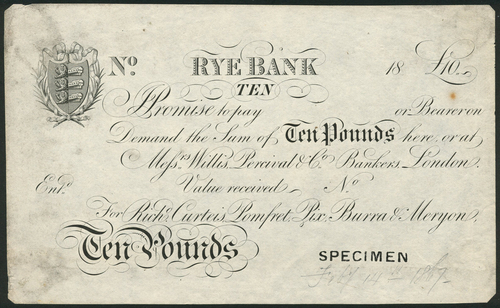 No. RYE BANK 18 £10
TEN
Promise to pay or Bearer on
Demand the Sum of Ten Pounds here, or at
Messrs. Willis, Percival & Co. Bankers London.
Entd. Value received No.
For Richd. Curteis, Pomfret, Pix, Burra & Meryon.
Ten Pounds
SPECIMEN